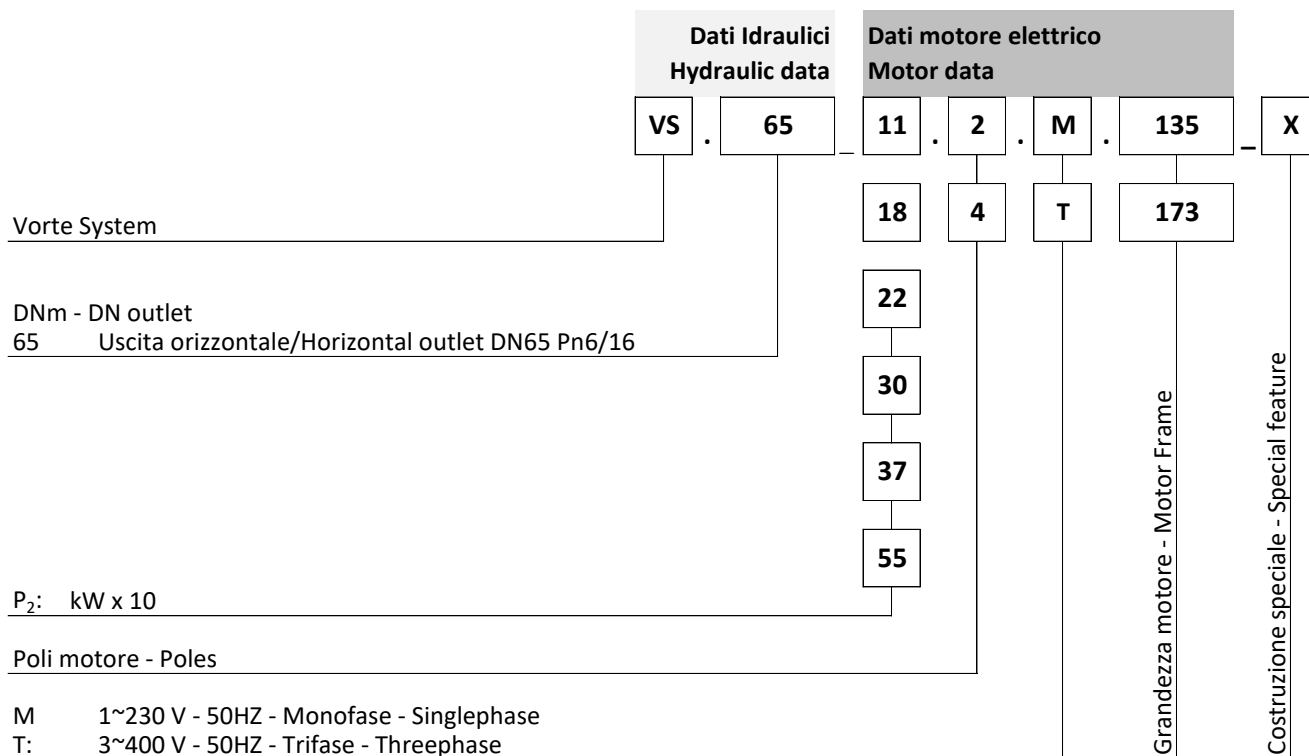 Dati Idraulici
Hydraulic data
Dati motore elettrico
Motor data
VS . 65 _ 11 . 2 . M . 135 _ X
18 4 T 173
Vorte System
22
DNm - DN outlet
65 Uscita orizzontale/Horizontal outlet DN65 Pn6/16
30
37
55
P₂: kW x 10
Poli motore - Poles
M 1~230 V - 50HZ - Monofase - Singlephase
T: 3~400 V - 50HZ - Trifase - Threephase
Grandezza motore - Motor Frame
Costruzione speciale - Special feature